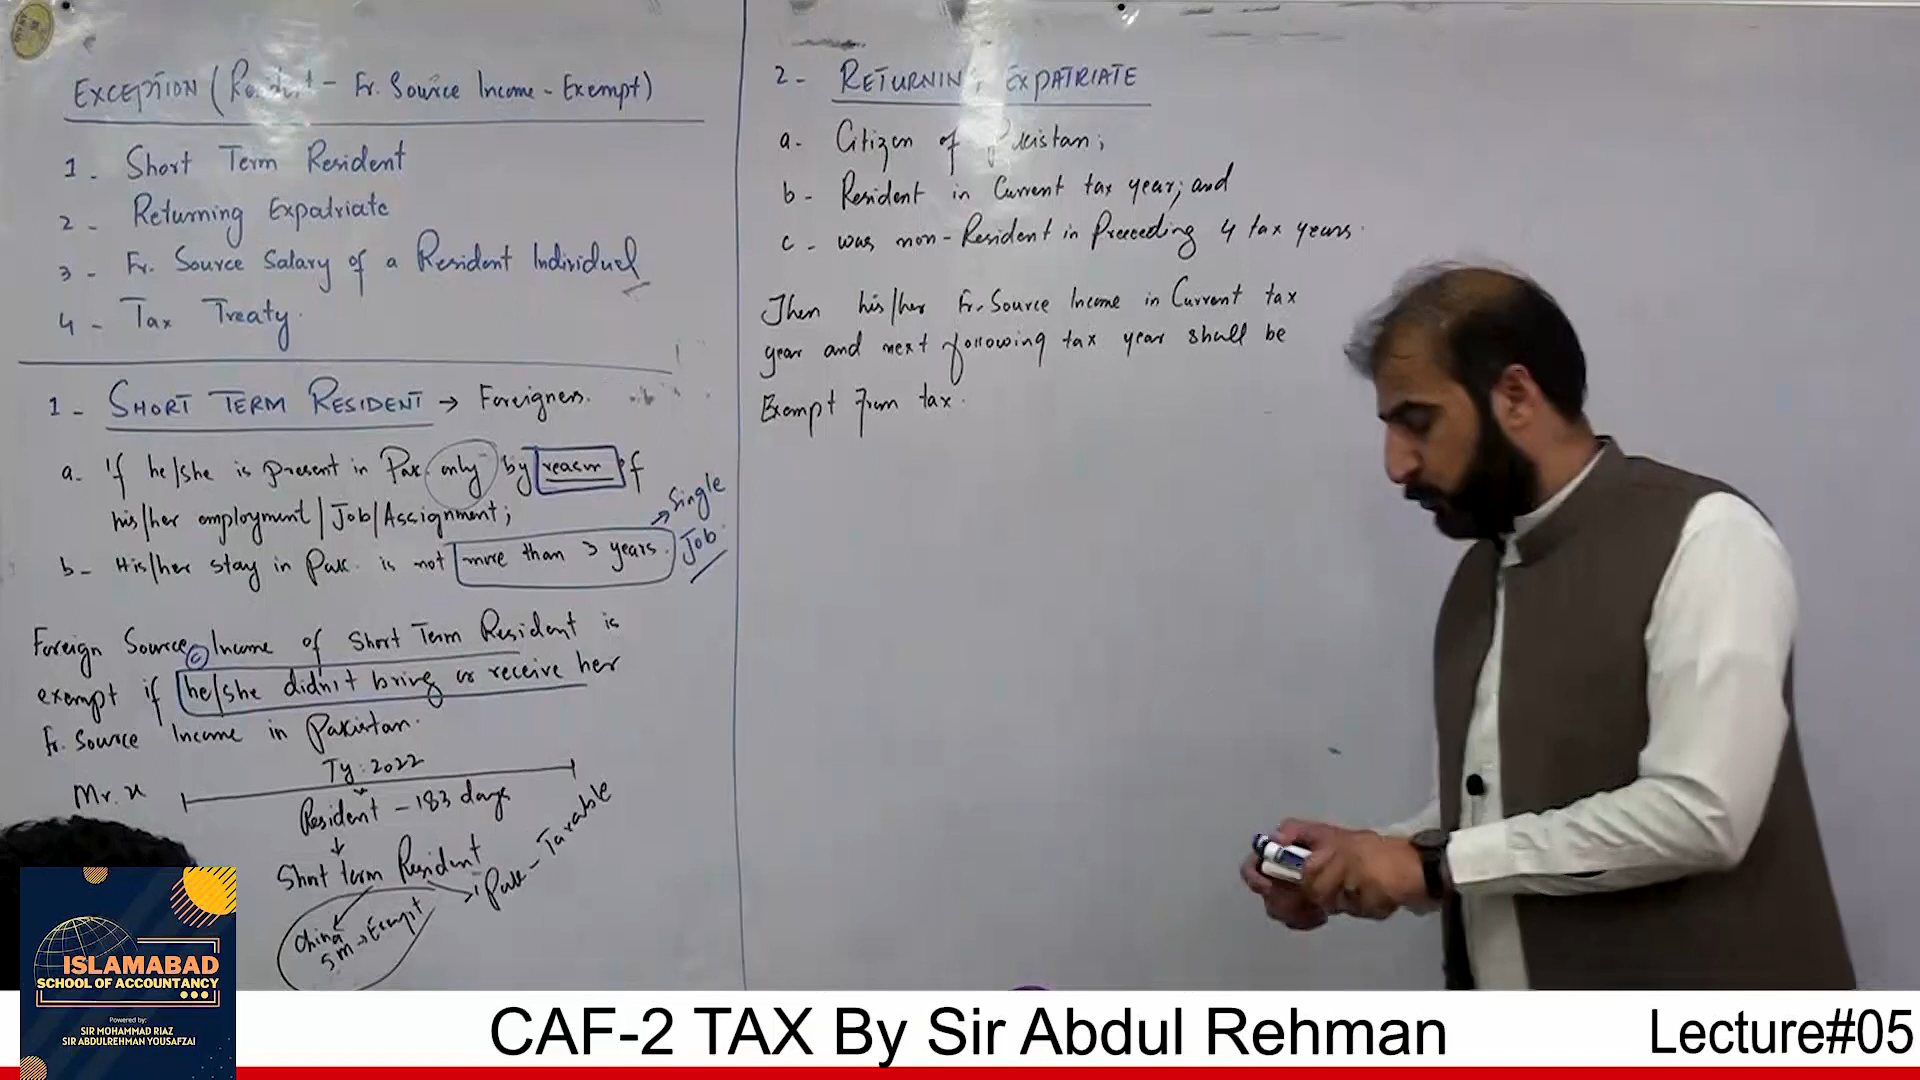 EXCEPTION (Resident - Fr. Source Income - Exempt)
1 - Short Term Resident
2 - Returning Expatriate
3 - Fr. Source Salary of a Resident Individual
4 - Tax Treaty
1 - SHORT TERM RESIDENT → Foreigners.
a. if he/she is present in Pak. only by reason of
his/her employment/Job/Assignment;
b - His/her stay in Pak. is not more than 3 years.
Single
Job
Foreign Source Income of Short Term Resident is
(c)
exempt if he/she didn't bring or receive her
Fr. Source Income in Pakistan.
Ty: 2022
Mr. x
Resident - 183 days
↓
Short term Resident
China
5m → Exempt
Pak - Taxable
2 - RETURNING EXPATRIATE
a - Citizen of Pakistan;
b - Resident in Current tax year; and
c - was non-Resident in Preceeding 4 tax years.
Then his/her Fr. Source Income in Current tax
year and next following tax year shall be
Exempt from tax.
ISLAMABAD
SCHOOL OF ACCOUNTANCY
Powered by:
SIR MOHAMMAD RIAZ
SIR ABDULREHMAN YOUSAFZAI
CAF-2 TAX By Sir Abdul Rehman
Lecture#05